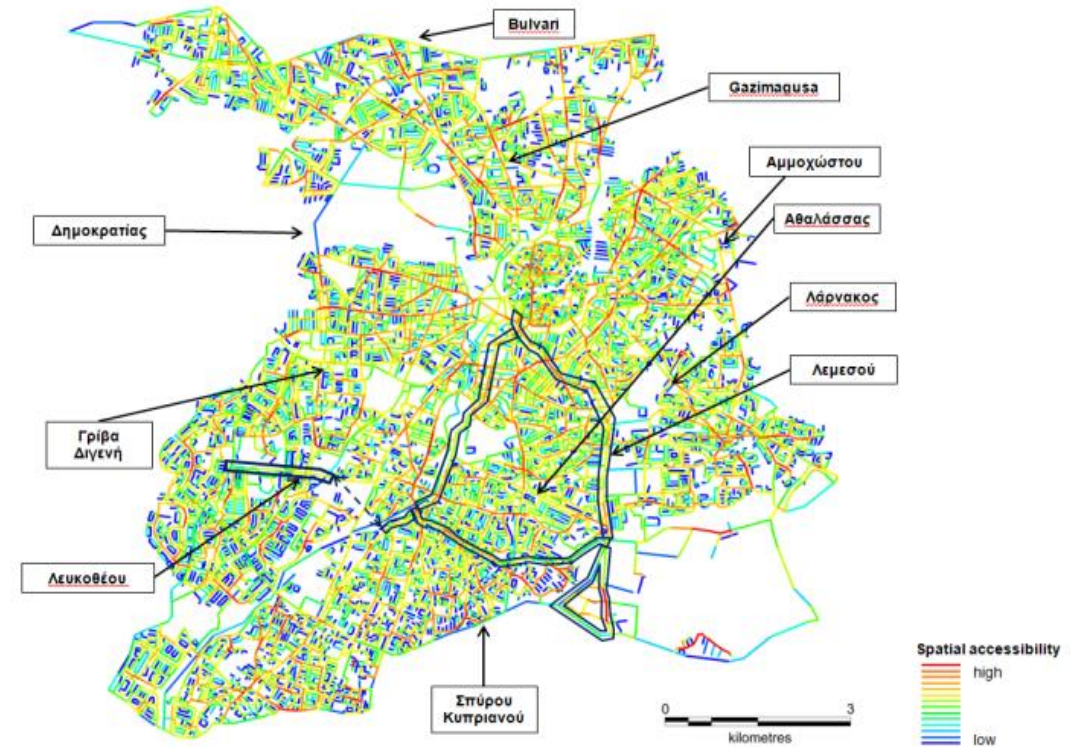 Bulvari
Gazimagusa
Αμμοχώστου
Αθαλάσσας
Δημοκρατίας
Λάρνακος
Λεμεσού
Γρίβα
Διγενή
Λευκοθέου
Σπύρου
Κυπριανού
Spatial accessibility
high
low
0 3
kilometres